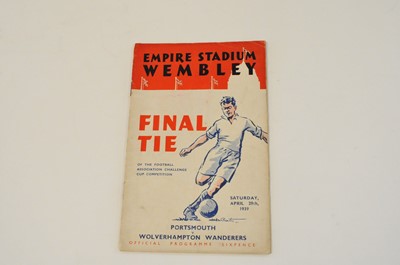 EMPIRE STADIUM
WEMBLEY
FINAL
TIE
OF THE FOOTBALL
ASSOCIATION CHALLENGE
CUP COMPETITION
SATURDAY,
APRIL 29th,
1939
PORTSMOUTH
V
WOLVERHAMPTON WANDERERS
OFFICIAL PROGRAMME SIXPENCE